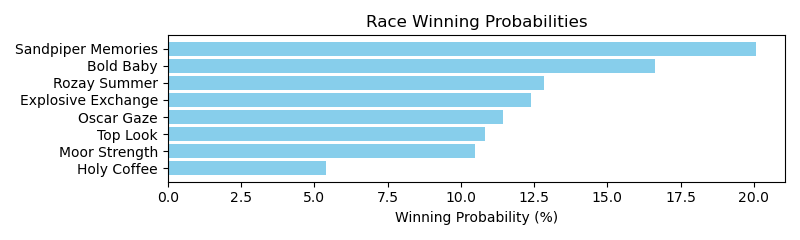 Race Winning Probabilities
Sandpiper Memories
Bold Baby
Rozay Summer
Explosive Exchange
Oscar Gaze
Top Look
Moor Strength
Holy Coffee
0.0 2.5 5.0 7.5 10.0 12.5 15.0 17.5 20.0
Winning Probability (%)